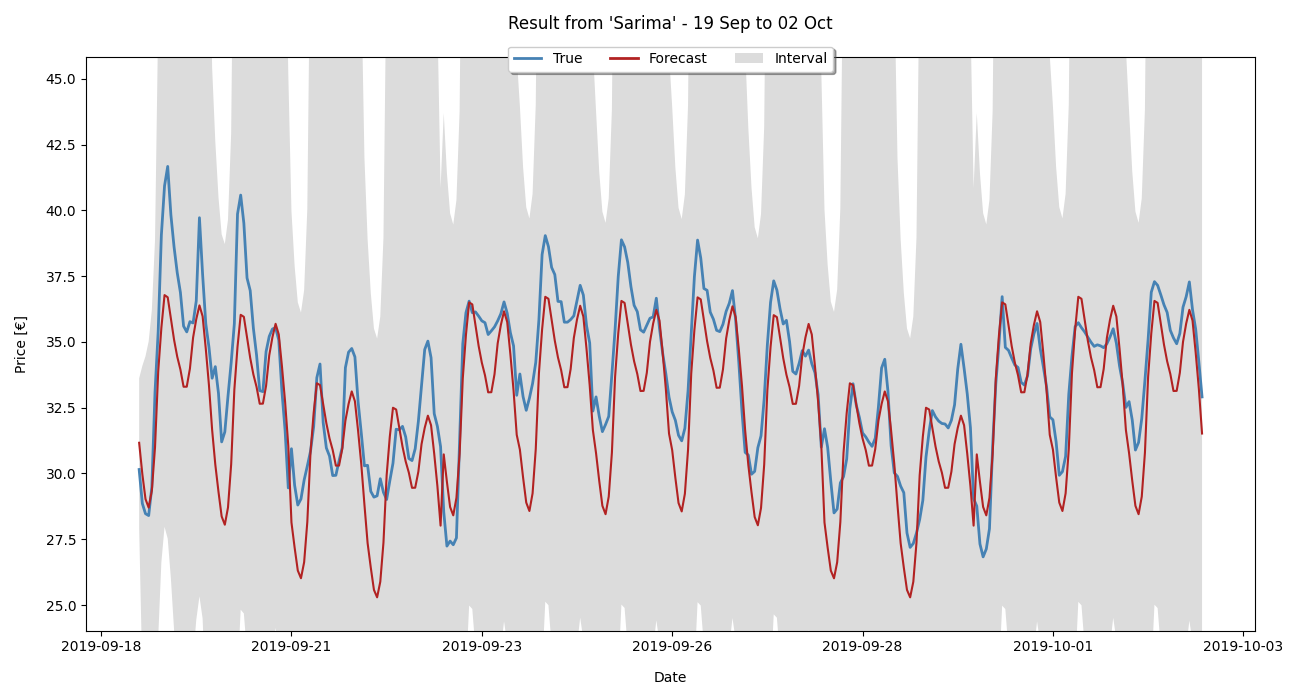 Result from 'Sarima' - 19 Sep to 02 Oct
True Forecast Interval
45.0
42.5
40.0
37.5
35.0
32.5
30.0
27.5
25.0
Price [€]
2019-09-18 2019-09-21 2019-09-23 2019-09-26 2019-09-28 2019-10-01 2019-10-03
Date